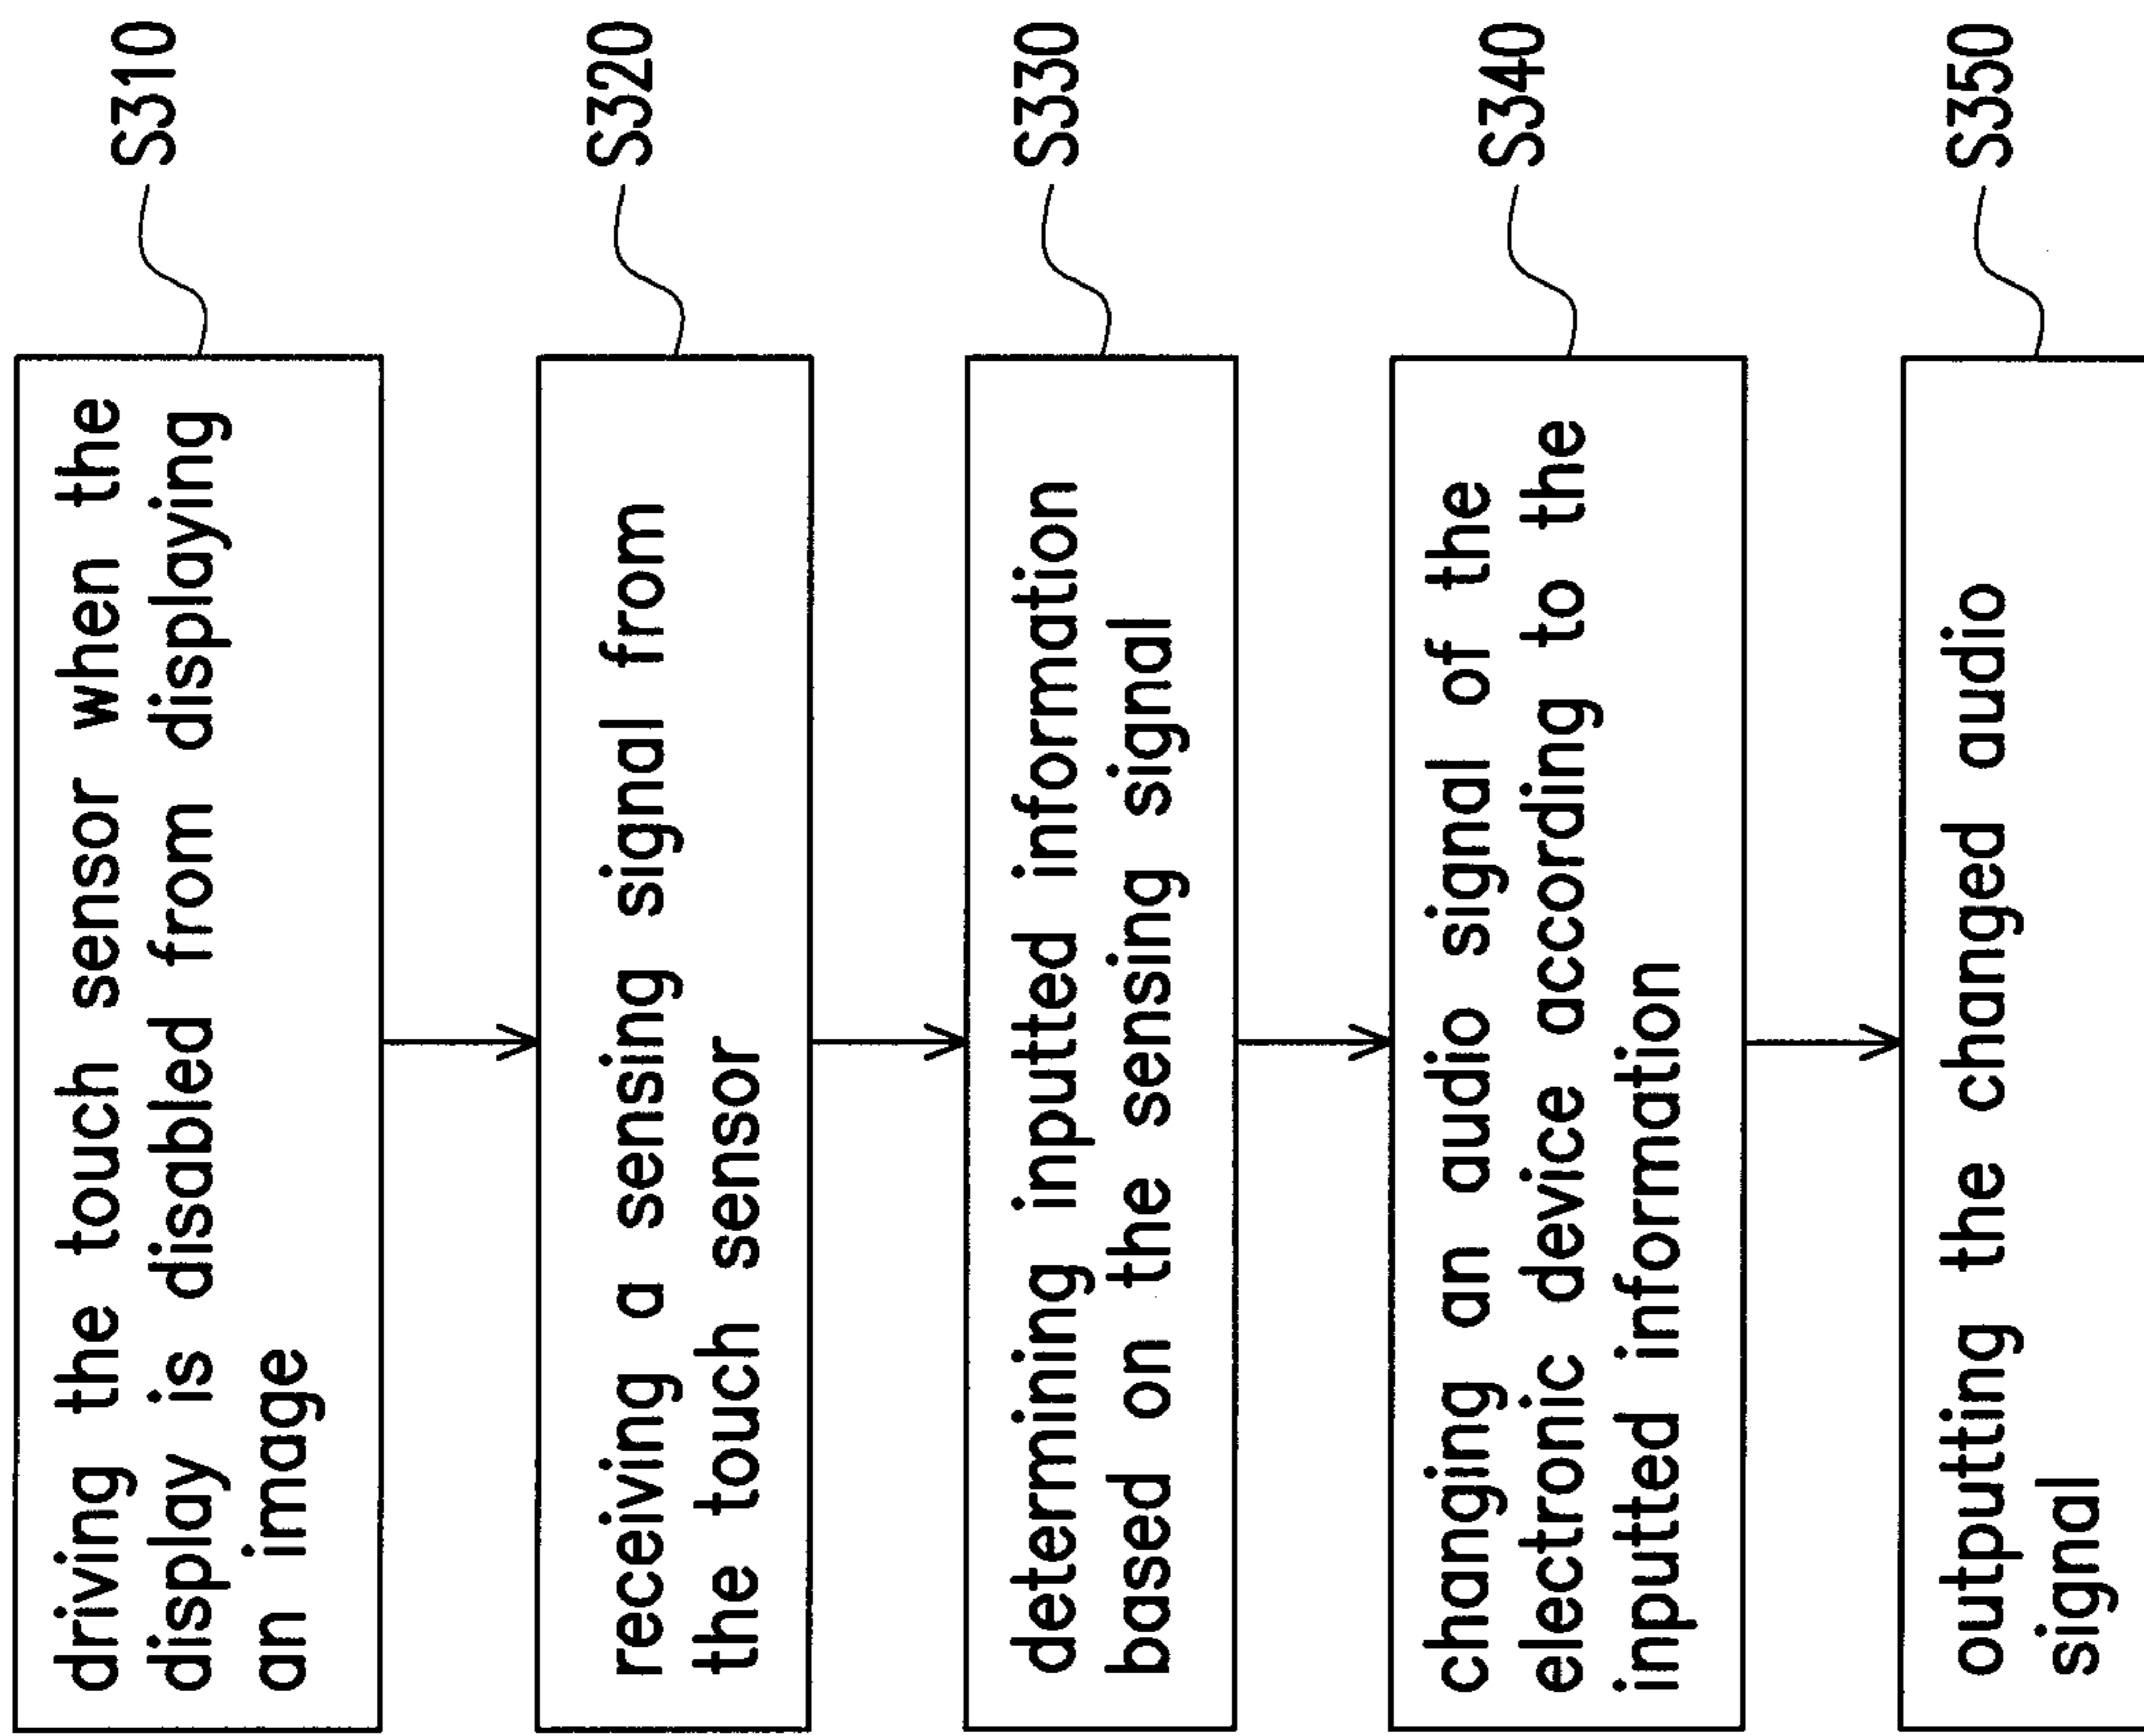 driving the touch sensor when the
display is disabled from displaying
an image
S310
receiving a sensing signal from
the touch sensor
S320
determining inputted information
based on the sensing signal
S330
changing an audio signal of the
electronic device according to the
inputted information
S340
outputting the changed audio
signal
S350